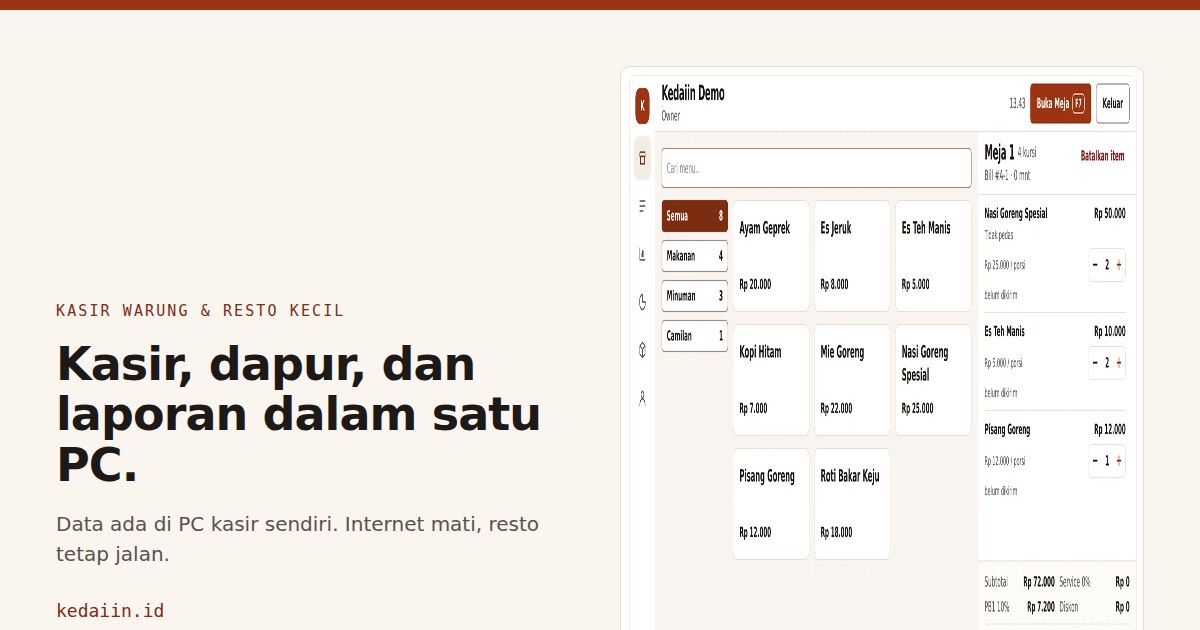 KASIR WARUNG & RESTO KECIL
Kasir, dapur, dan
laporan dalam satu
PC.
Data ada di PC kasir sendiri. Internet mati, resto
tetap jalan.
kedaiin.id
K
Kedaiin Demo
Owner
13.43
Buka Meja F7
Keluar
Cari menu...
Semua 8
Makanan 4
Minuman 3
Camilan 1
Ayam Geprek
Rp 20.000
Es Jeruk
Rp 8.000
Es Teh Manis
Rp 5.000
Kopi Hitam
Rp 7.000
Mie Goreng
Rp 22.000
Nasi Goreng
Spesial
Rp 25.000
Pisang Goreng
Rp 12.000
Roti Bakar Keju
Rp 18.000
Meja 1 4 kursi
Batalkan item
Bill #A-1 · 0 mnt
Nasi Goreng Spesial Rp 50.000
Tidak pedas
Rp 25.000 / porsi − 2 +
belum dikirim
Es Teh Manis Rp 10.000
Rp 5.000 / porsi − 2 +
belum dikirim
Pisang Goreng Rp 12.000
Rp 12.000 / porsi − 1 +
belum dikirim
Subtotal Rp 72.000 Service 0% Rp 0
PB1 10% Rp 7.200 Diskon Rp 0